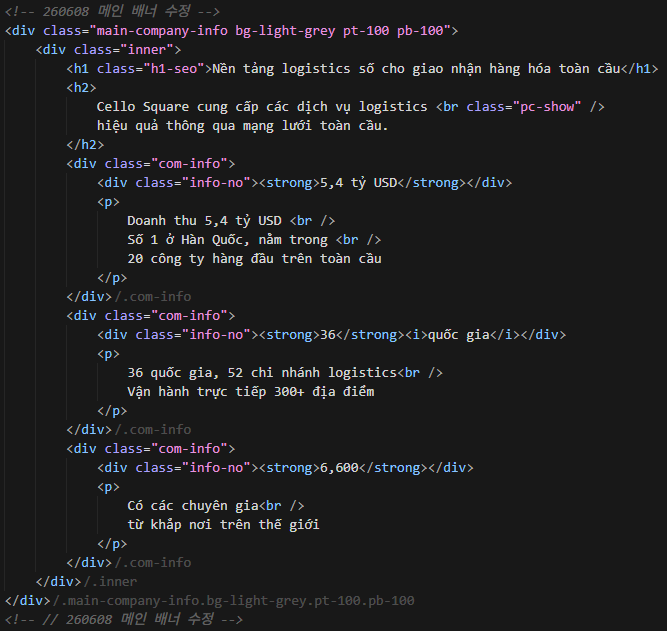 <!-- 260608 메인 배너 수정 -->
<div class="main-company-info bg-light-grey pt-100 pb-100">
<div class="inner">
<h1 class="h1-seo">Nền tảng logistics số cho giao nhận hàng hóa toàn cầu</h1>
<h2>
Cello Square cung cấp các dịch vụ logistics <br class="pc-show" />
hiệu quả thông qua mạng lưới toàn cầu.
</h2>
<div class="com-info">
<div class="info-no"><strong>5,4 tỷ USD</strong></div>
<p>
Doanh thu 5,4 tỷ USD <br />
Số 1 ở Hàn Quốc, nằm trong <br />
20 công ty hàng đầu trên toàn cầu
</p>
</div>/.com-info
<div class="com-info">
<div class="info-no"><strong>36</strong><i>quốc gia</i></div>
<p>
36 quốc gia, 52 chi nhánh logistics<br />
Vận hành trực tiếp 300+ địa điểm
</p>
</div>/.com-info
<div class="com-info">
<div class="info-no"><strong>6,600</strong></div>
<p>
Có các chuyên gia<br />
từ khắp nơi trên thế giới
</p>
</div>/.com-info
</div>/.inner
</div>/.main-company-info.bg-light-grey.pt-100.pb-100
<!-- // 260608 메인 배너 수정 -->